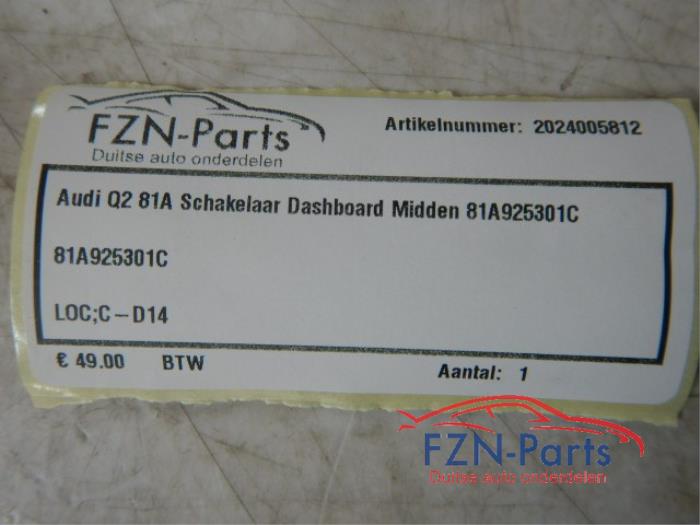 FZN-Parts
Duitse auto onderdelen
Artikelnummer: 2024005812
Audi Q2 81A Schakelaar Dashboard Midden 81A925301C
81A925301C
LOC;C-D14
€ 49.00 BTW
Aantal: 1
FZN-Parts
Duitse auto onderdelen